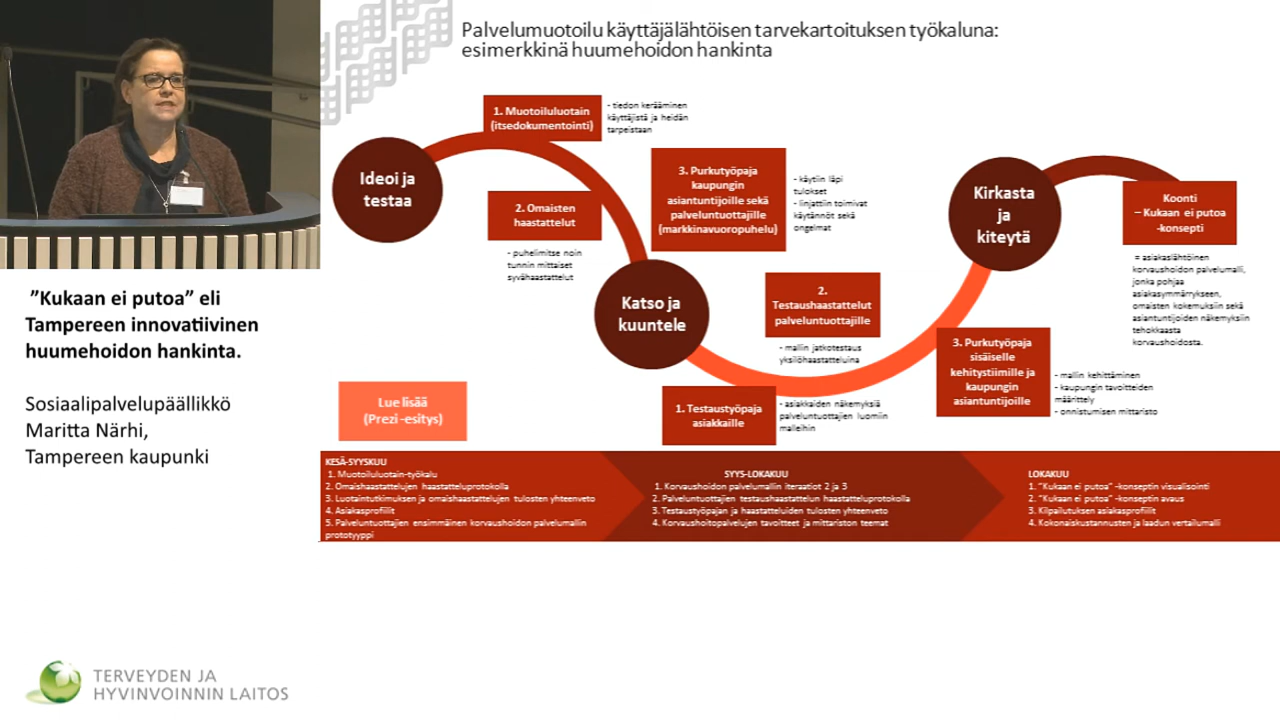 Palvelumuotoilu käyttäjälähtöisen tarvekartoituksen työkaluna:
esimerkkinä huumehoidon hankinta
Ideoi ja
testaa
1. Muotoiluluotain
(itsedokumentointi)
- tiedon kerääminen
käyttäjistä ja heidän
tarpeistaan
2. Omaisten
haastattelut
- puhelimitse noin
tunnin mittaiset
syvähaastattelut
3. Purkutyöpaja
kaupungin
asiantuntijoille sekä
palveluntuottajille
(markkinavuoropuhelu)
- käytiin läpi
tulokset
- linjattiin toimivat
käytännöt sekä
ongelmat
Katso ja
kuuntele
1. Testaustyöpaja
asiakkaille
- asiakkaiden näkemyksiä
palveluntuottajien luomiin
malleihin
2.
Testaushaastattelut
palveluntuottajille
- mallin jatkotestaus
yksilöhaastatteluina
3. Purkutyöpaja
sisäiselle
kehitystiimille ja
kaupungin
asiantuntijoille
- mallin kehittäminen
- kaupungin tavoitteiden
määrittely
- onnistumisen mittaristo
Kirkasta
ja
kiteytä
Koonti
– Kukaan ei putoa
-konsepti
= asiakaslähtöinen
korvaushoidon palvelumalli,
jonka pohjaa
asiakasymmärrykseen,
omaisten kokemuksiin sekä
asiantuntijoiden näkemyksiin
tehokkaasta
korvaushoidosta.
Lue lisää
(Prezi -esitys)
KESÄ-SYYSKUU
1. Muotoiluluotain-työkalu
2. Omaishaastattelujen haastatteluprotokolla
3. Luotaintutkimuksen ja omaishaastattelujen tulosten yhteenveto
4. Asiakasprofiilit
5. Palveluntuottajien ensimmäinen korvaushoidon palvelumallin
prototyyppi
SYYS-LOKAKUU
1. Korvaushoidon palvelumallin iteraatiot 2 ja 3
2. Palveluntuottajien testaushaastattelun haastatteluprotokolla
3. Testaustyöpajan ja haastatteluiden tulosten yhteenveto
4. Korvaushoitopalvelujen tavoitteet ja mittariston teemat
LOKAKUU
1. "Kukaan ei putoa" -konseptin visualisointi
2. "Kukaan ei putoa" -konseptin avaus
3. Kilpailutuksen asiakasprofiilit
4. Kokonaiskustannusten ja laadun vertailumalli
”Kukaan ei putoa” eli
Tampereen innovatiivinen
huumehoidon hankinta.
Sosiaalipalvelupäällikkö
Maritta Närhi,
Tampereen kaupunki
TERVEYDEN JA
HYVINVOINNIN LAITOS